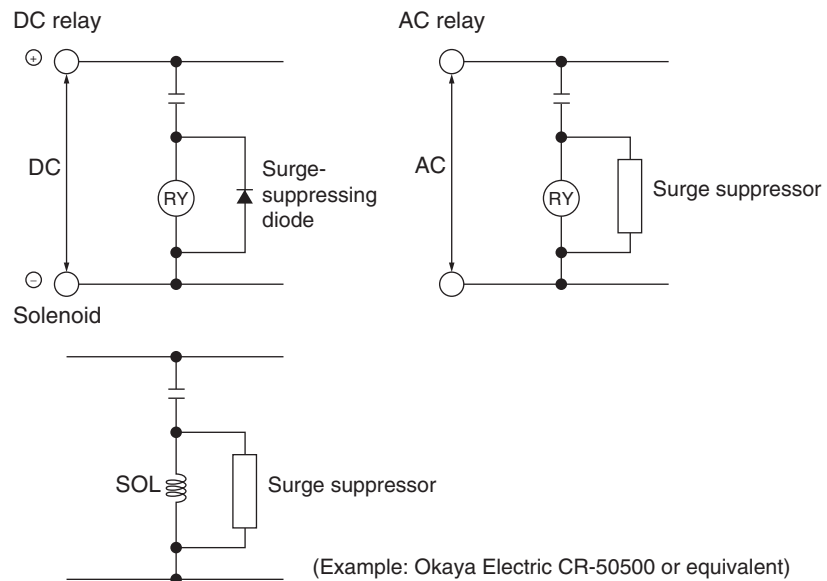 DC relay
+
DC
RY
Surge-
suppressing
diode
−
AC relay
AC
RY
Surge suppressor
Solenoid
SOL
Surge suppressor
(Example: Okaya Electric CR-50500 or equivalent)